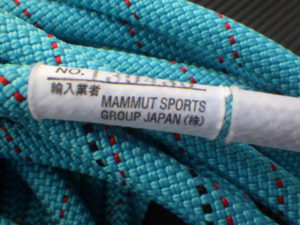 NO.
輸入業者 MAMMUT SPORTS
GROUP JAPAN (株)